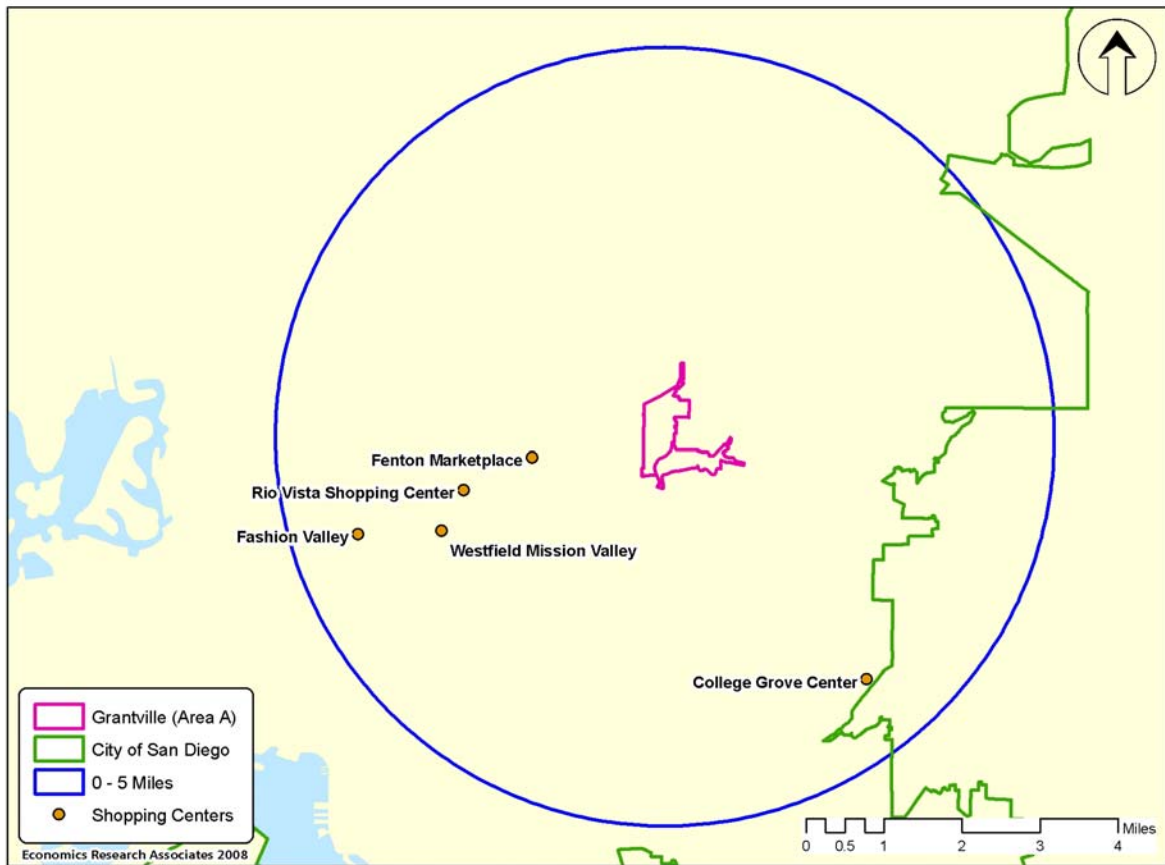 Fenton Marketplace
Rio Vista Shopping Center
Fashion Valley
Westfield Mission Valley
College Grove Center
Grantville (Area A)
City of San Diego
0 - 5 Miles
Shopping Centers
Economics Research Associates 2008
Miles
0 0.5 1 2 3 4